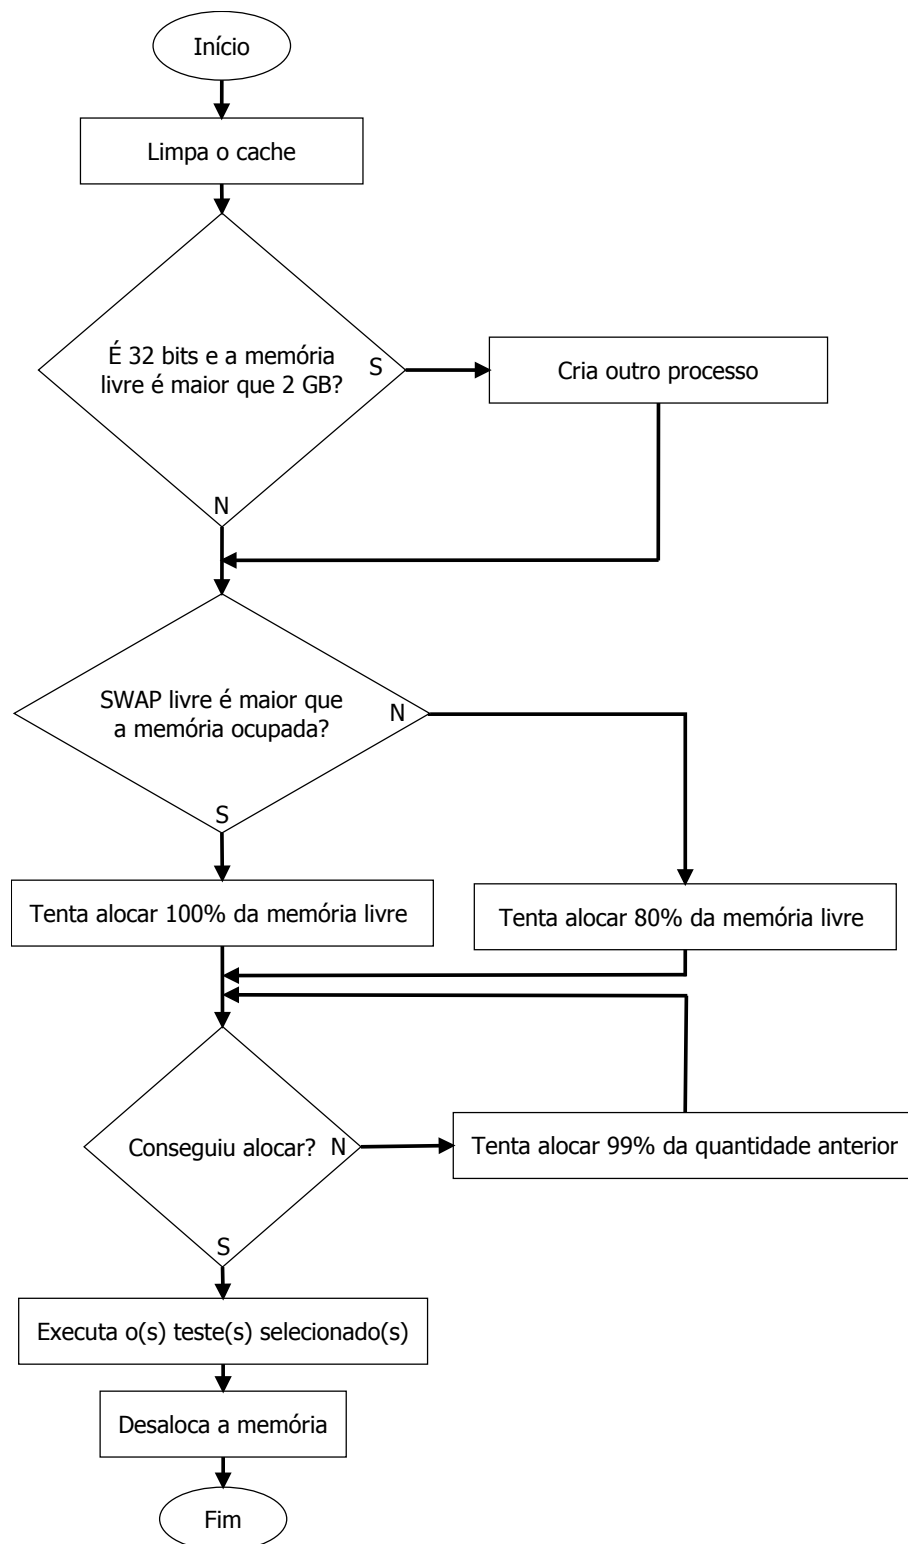 Início
Limpa o cache
É 32 bits e a memória
livre é maior que 2 GB?
S
Cria outro processo
N
SWAP livre é maior que
a memória ocupada?
N
S
Tenta alocar 100% da memória livre
Tenta alocar 80% da memória livre
Conseguiu alocar?
N
Tenta alocar 99% da quantidade anterior
S
Executa o(s) teste(s) selecionado(s)
Desaloca a memória
Fim